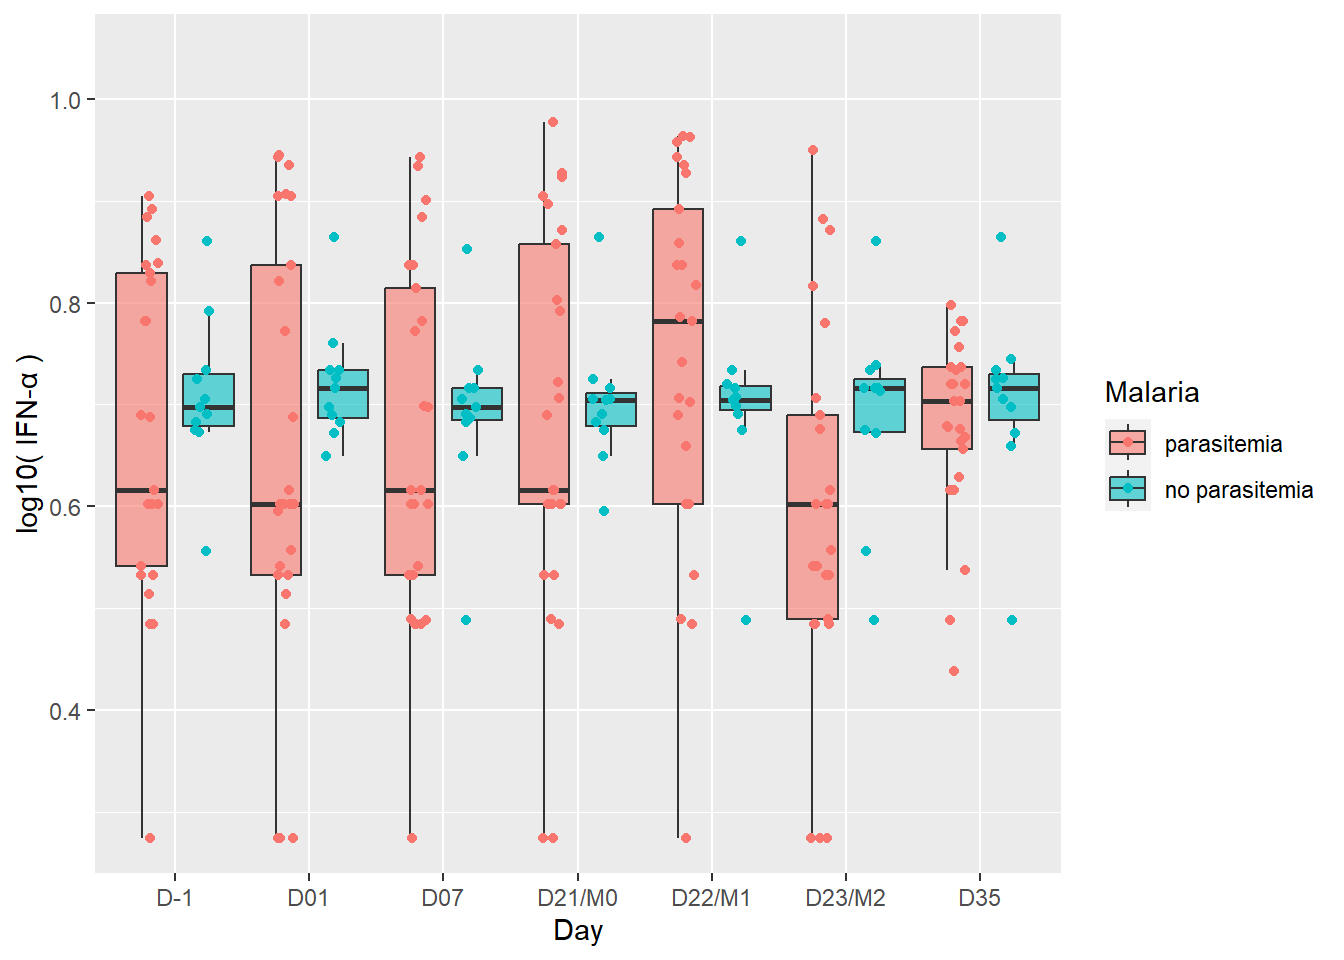 log10( IFN-α )
1.0
0.8
0.6
0.4
D-1 D01 D07 D21/M0 D22/M1 D23/M2 D35
Day
Malaria
parasitemia
no parasitemia